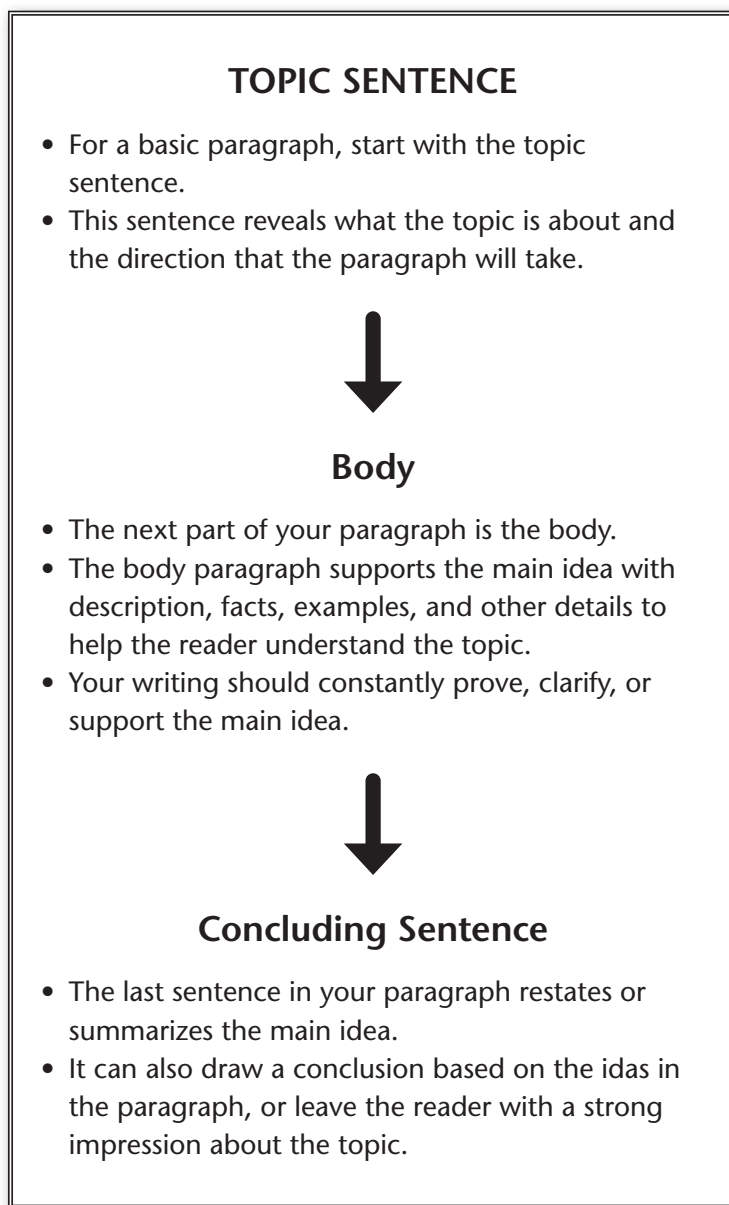 TOPIC SENTENCE
• For a basic paragraph, start with the topic
sentence.
• This sentence reveals what the topic is about and
the direction that the paragraph will take.
Body
• The next part of your paragraph is the body.
• The body paragraph supports the main idea with
description, facts, examples, and other details to
help the reader understand the topic.
• Your writing should constantly prove, clarify, or
support the main idea.
Concluding Sentence
• The last sentence in your paragraph restates or
summarizes the main idea.
• It can also draw a conclusion based on the idas in
the paragraph, or leave the reader with a strong
impression about the topic.